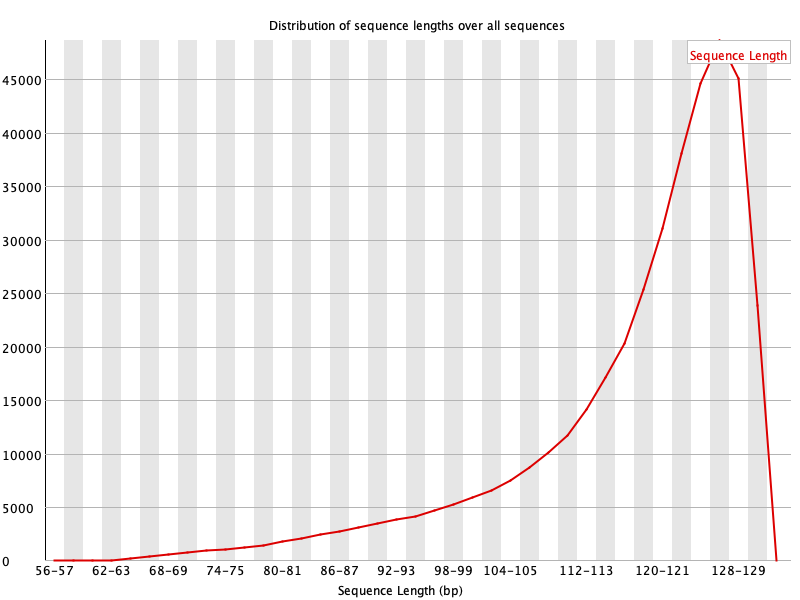 Distribution of sequence lengths over all sequences
Sequence Length
45000
40000
35000
30000
25000
20000
15000
10000
5000
0
56-57 62-63 68-69 74-75 80-81 86-87 92-93 98-99 104-105 112-113 120-121 128-129
Sequence Length (bp)